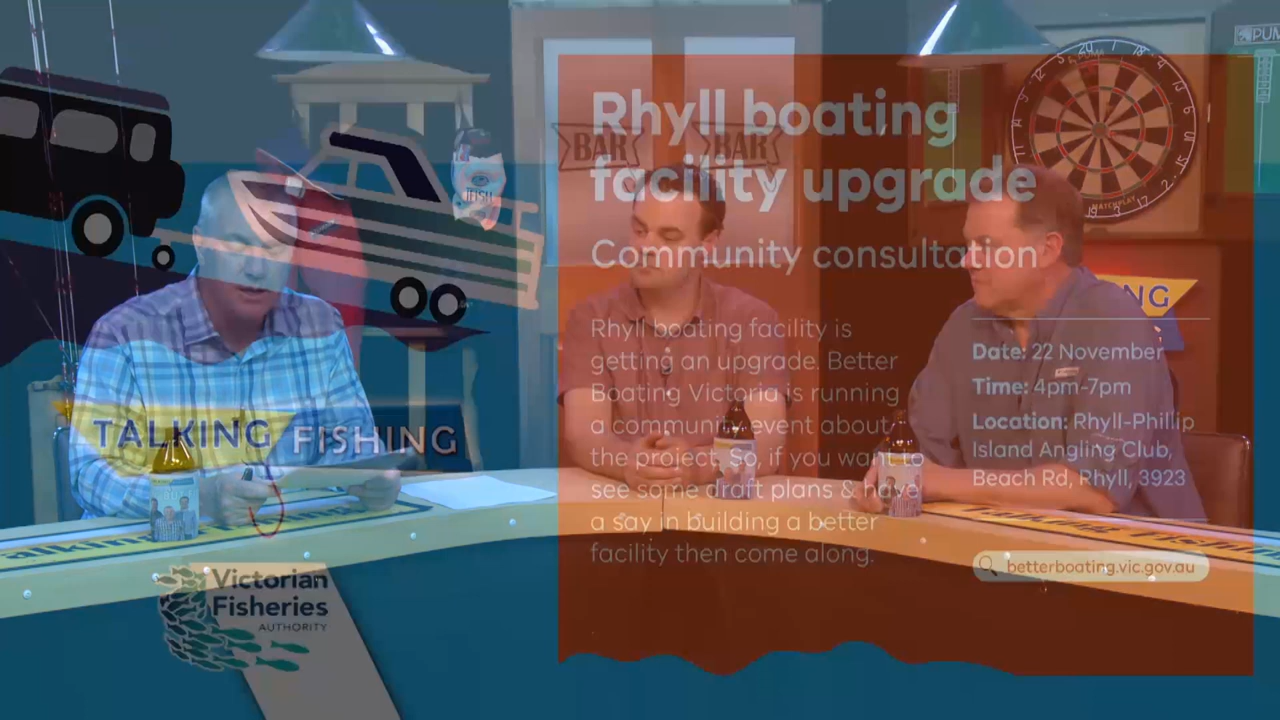 PUM
Rhyll boating
facility upgrade
BAR
BAR
Community consultation
Rhyll boating facility is
getting an upgrade. Better
Boating Victoria is running
a community event about
the project. So, if you want
see some draft plans & have
a say in building a better
facility then come along.
Date: 22 November
Time: 4pm-7pm
Location: Rhyll-Phillip
Island Angling Club,
Beach Rd, Rhyll, 3923
betterboating.vic.gov.au
NG
TALKING FISHING
Victorian
Fisheries
AUTHORITY